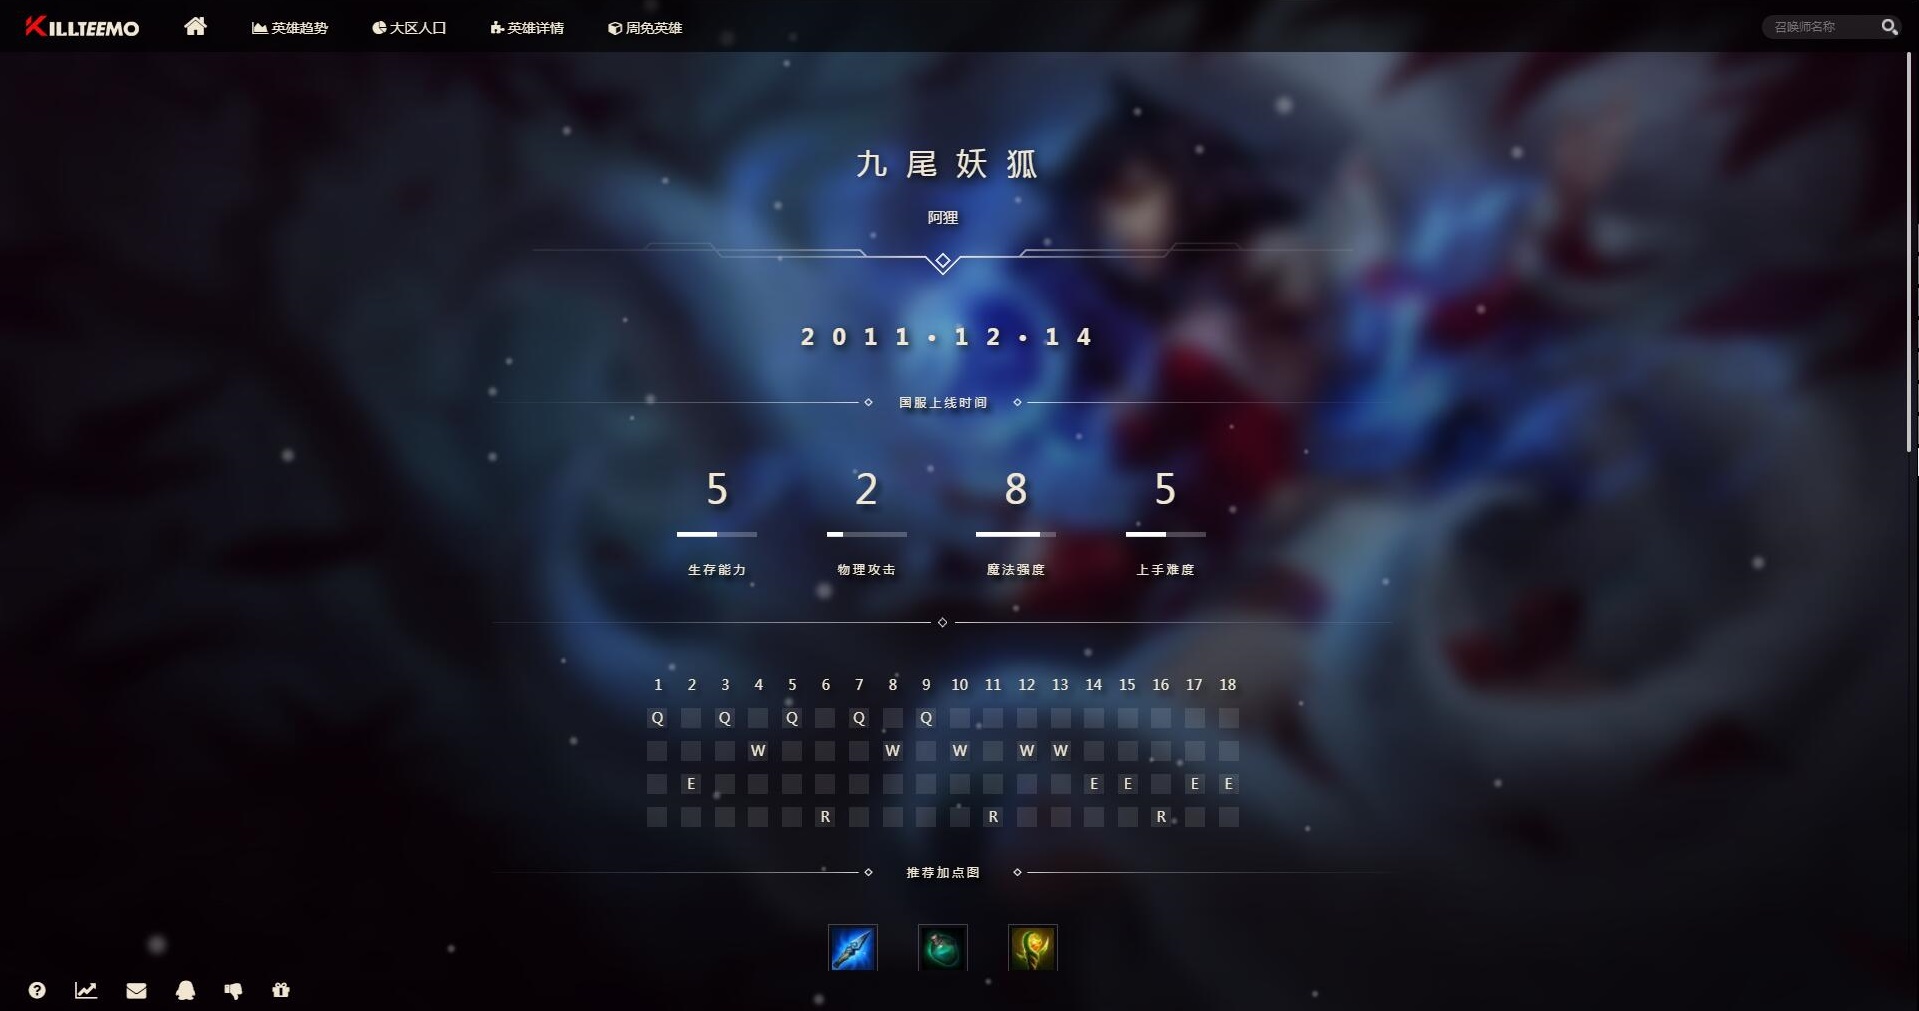 KILLTEEMO 英雄趋势 大区人口 英雄详情 周免英雄 召唤师名称
九尾妖狐
阿狸
2011·12·14
国服上线时间
5 2 8 5
生存能力 物理攻击 魔法强度 上手难度
1 2 3 4 5 6 7 8 9 10 11 12 13 14 15 16 17 18
Q Q Q Q Q
W W W W W
E E E E E
R R R
推荐加点图